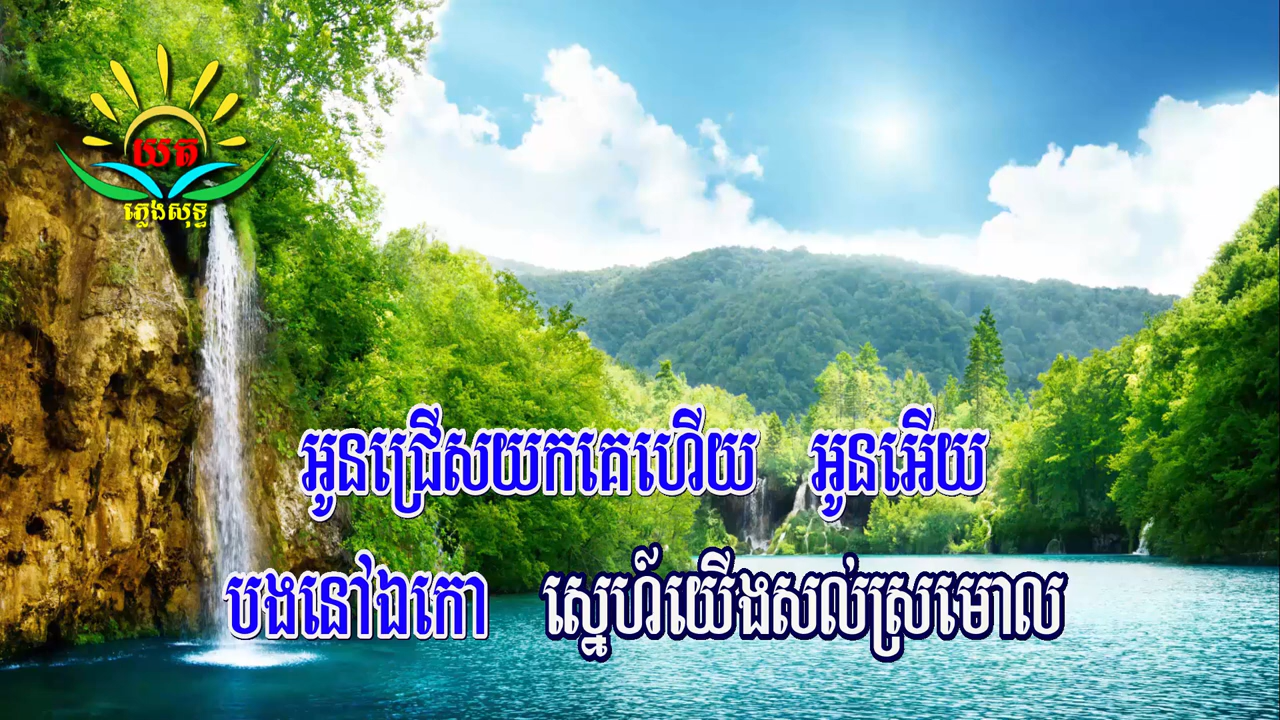 យត
ភ្លេងសុទ្ធ
អូនជ្រើសយកគេហើយ អូនអើយ
បងនៅឯកោ ស្នេហ៍យើងសល់ស្រមោល